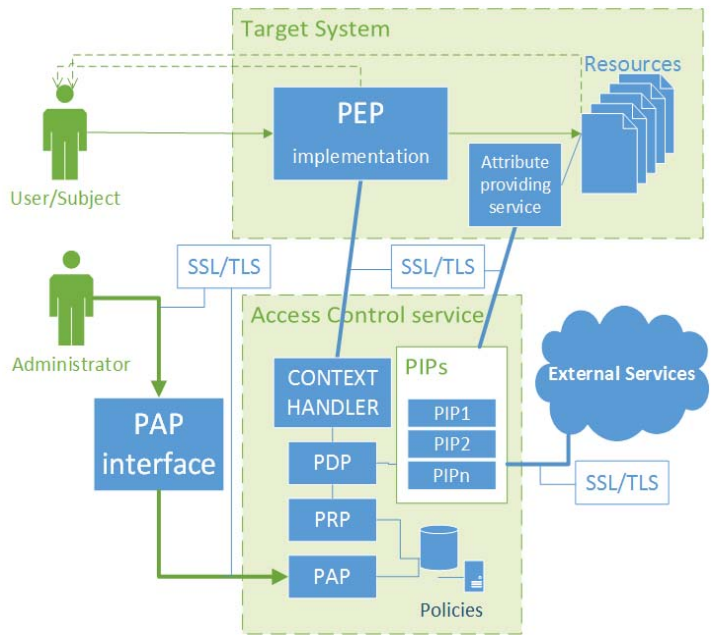 Target System
Resources
PEP
implementation
Attribute
providing
service
User/Subject
SSL/TLS
SSL/TLS
Administrator
Access Control service
CONTEXT
HANDLER
PIPs
PIP1
PIP2
PIPn
External Services
PAP
interface
PDP
SSL/TLS
PRP
PAP
Policies